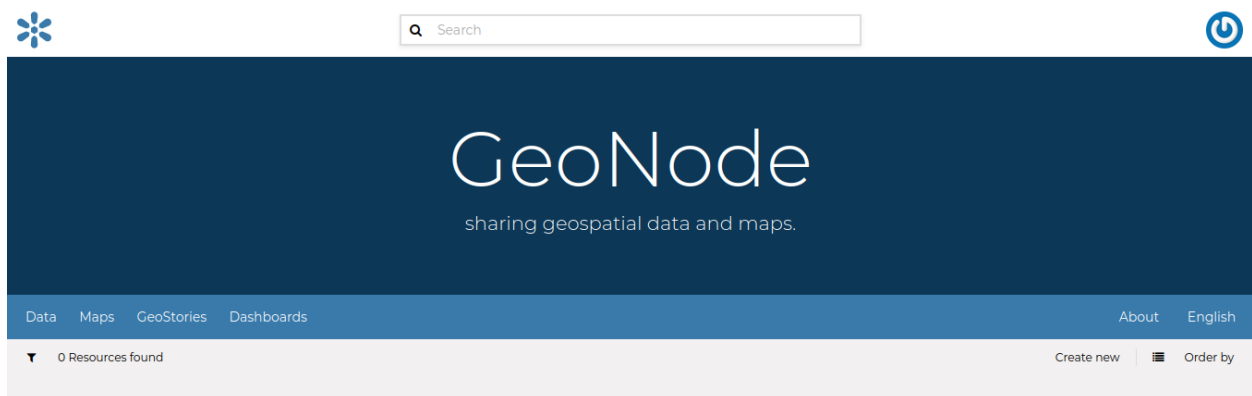 Search
GeoNode
sharing geospatial data and maps.
Data Maps GeoStories Dashboards About English
0 Resources found Create new Order by